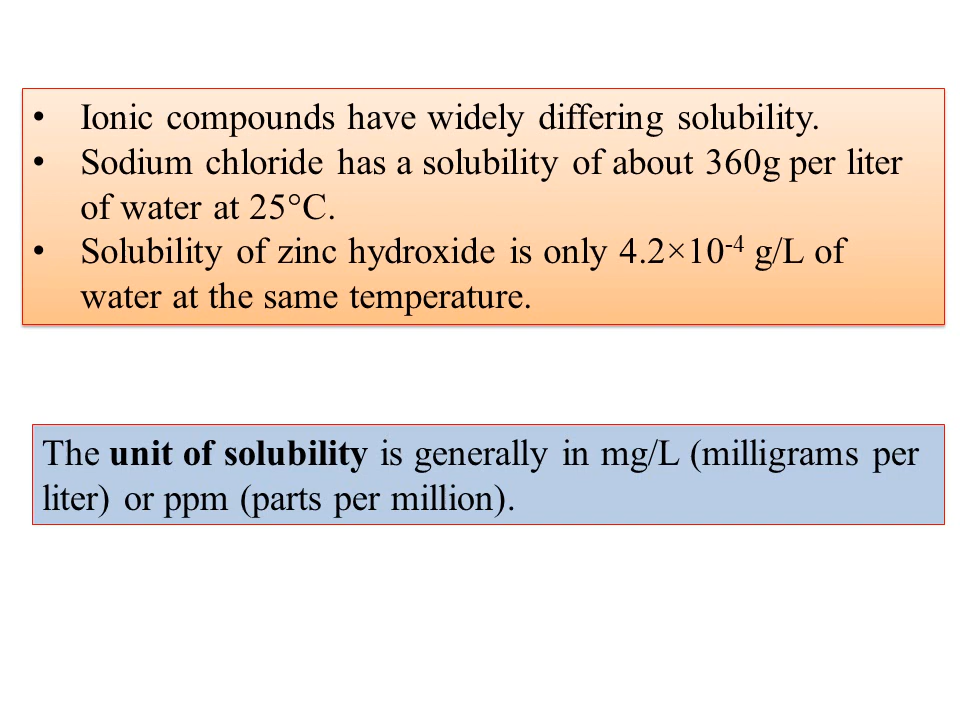 • Ionic compounds have widely differing solubility.
• Sodium chloride has a solubility of about 360g per liter
of water at 25°C.
• Solubility of zinc hydroxide is only 4.2×10⁻⁴ g/L of
water at the same temperature.
The unit of solubility is generally in mg/L (milligrams per
liter) or ppm (parts per million).